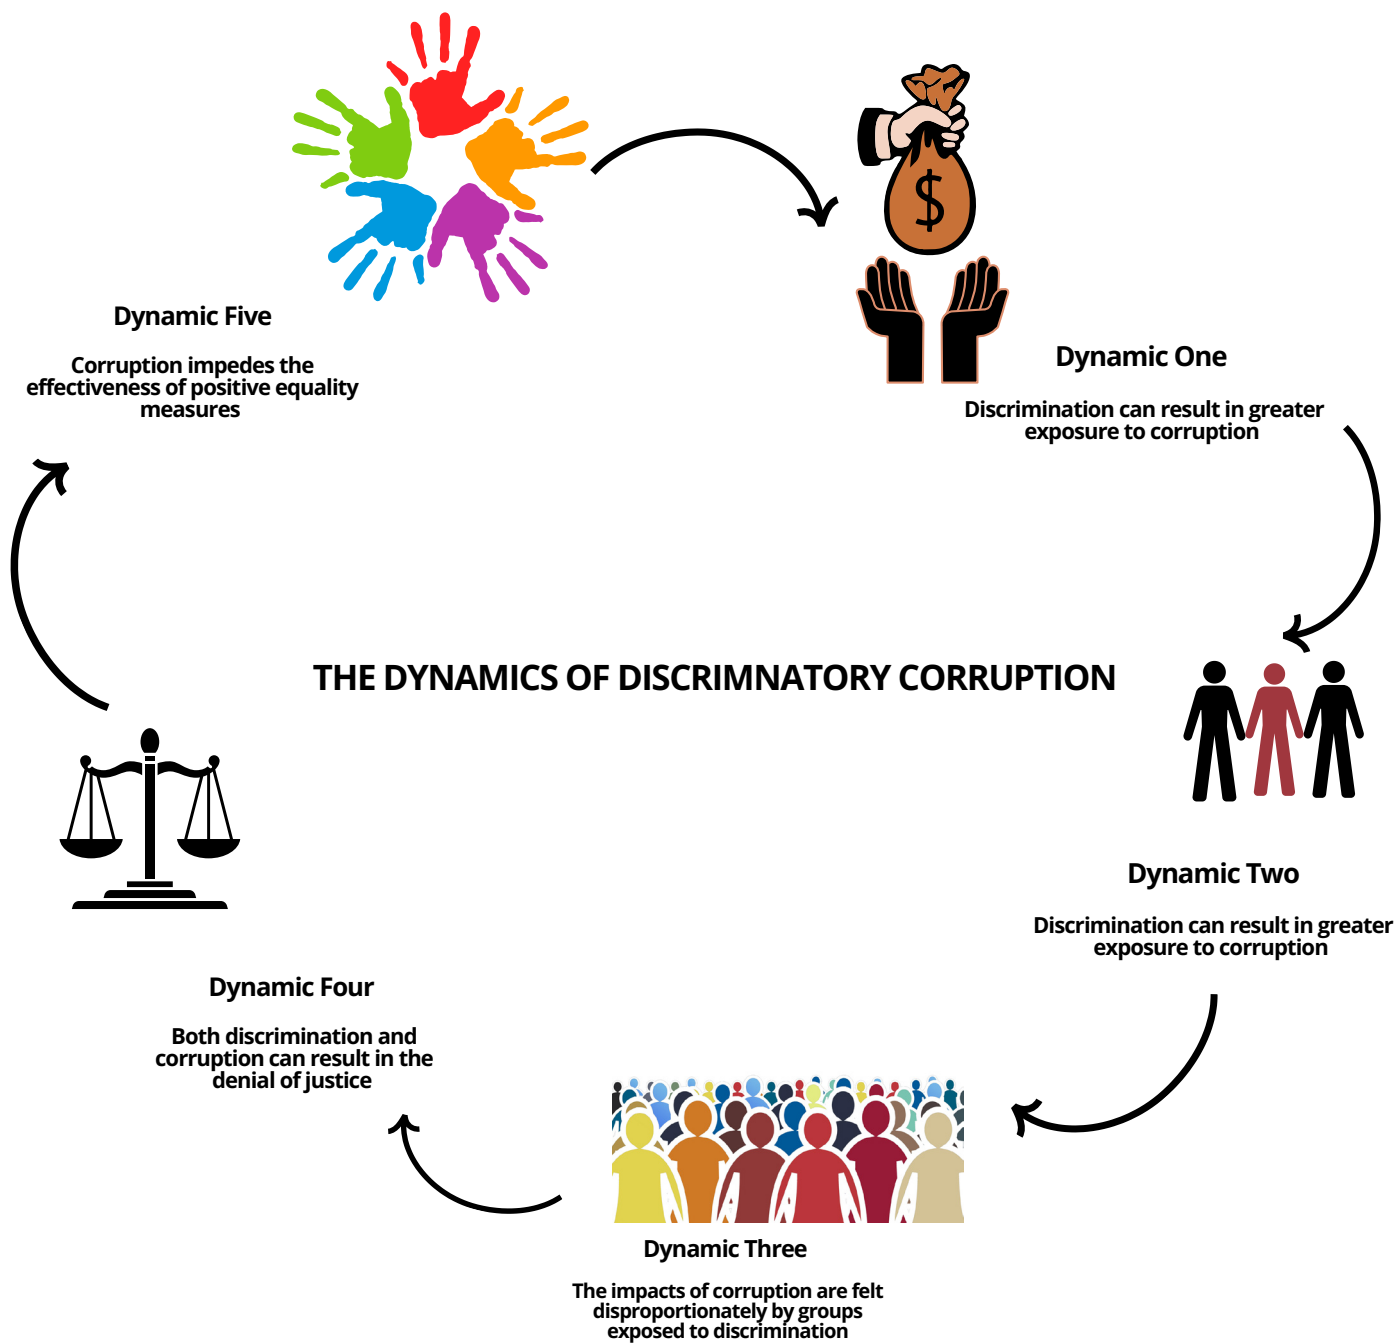 THE DYNAMICS OF DISCRIMNATORY CORRUPTION
Dynamic One
Discrimination can result in greater
exposure to corruption
Dynamic Two
Discrimination can result in greater
exposure to corruption
Dynamic Three
The impacts of corruption are felt
disproportionately by groups
exposed to discrimination
Dynamic Four
Both discrimination and
corruption can result in the
denial of justice
Dynamic Five
Corruption impedes the
effectiveness of positive equality
measures
$